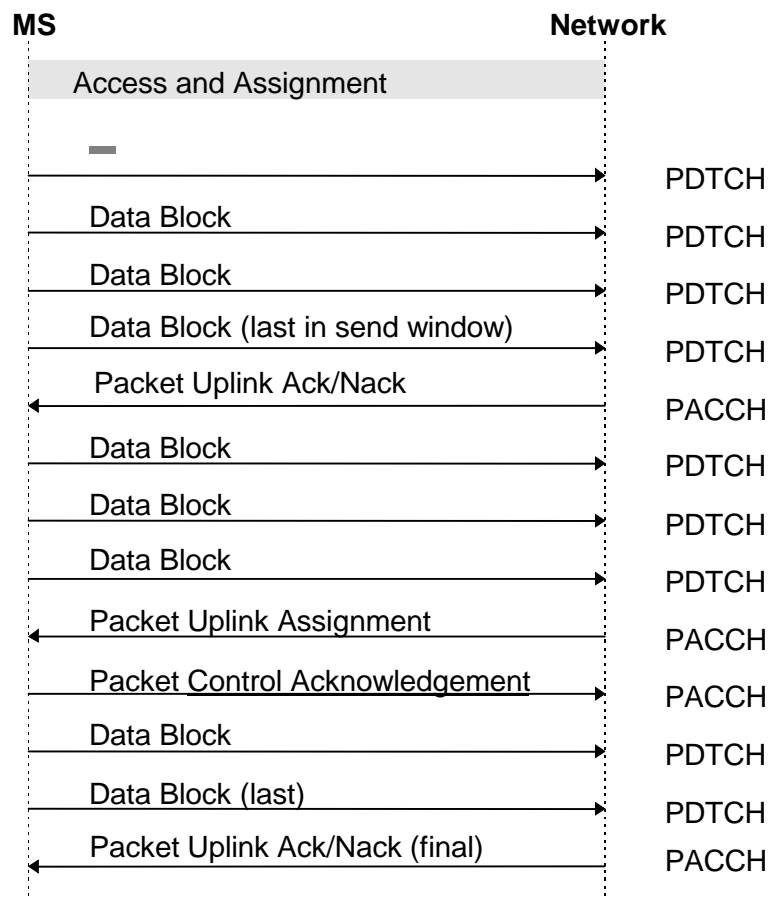 MS Network
Access and Assignment
PDTCH
Data Block
PDTCH
Data Block
PDTCH
Data Block (last in send window)
PDTCH
Packet Uplink Ack/Nack
PACCH
Data Block
PDTCH
Data Block
PDTCH
Data Block
PDTCH
Packet Uplink Assignment
PACCH
Packet Control Acknowledgement
PACCH
Data Block
PDTCH
Data Block (last)
PDTCH
Packet Uplink Ack/Nack (final)
PACCH